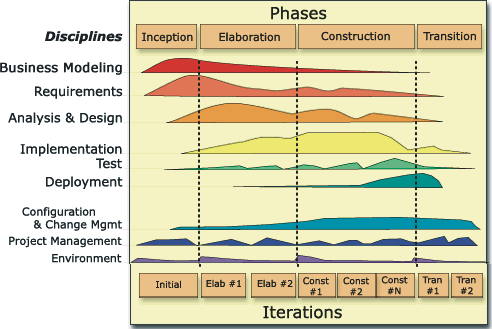 Phases
Disciplines
Inception
Elaboration
Construction
Transition
Business Modeling
Requirements
Analysis & Design
Implementation
Test
Deployment
Configuration
& Change Mgmt
Project Management
Environment
Initial
Elab #1
Elab #2
Const
#1
Const
#2
Const
#N
Tran
#1
Tran
#2
Iterations